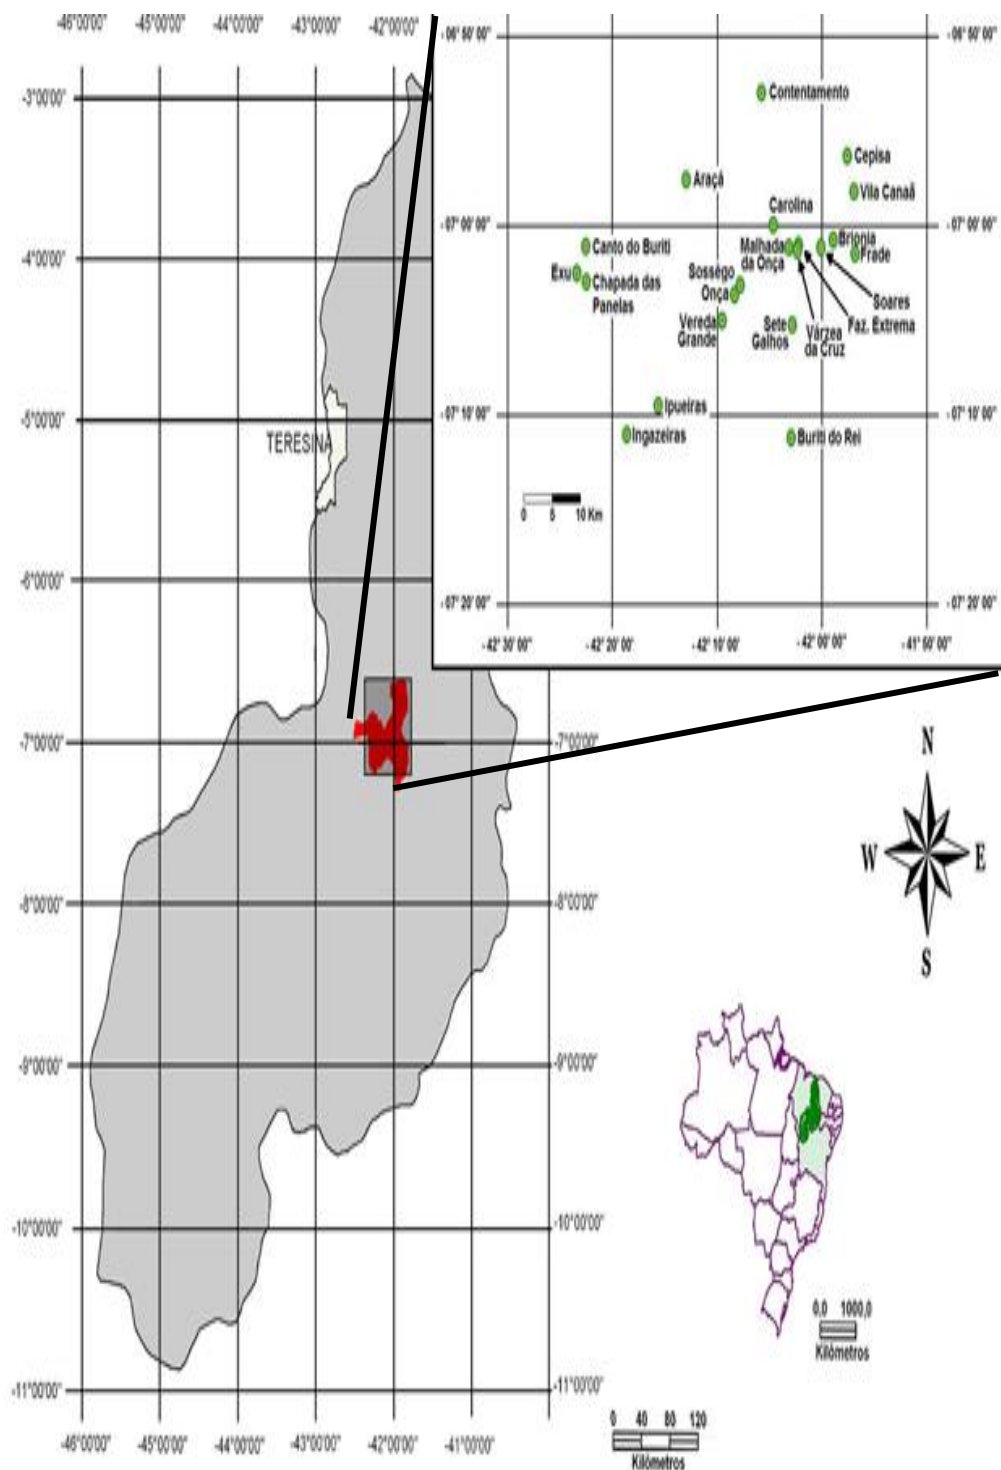 -46°00'00" -45°00'00" -44°00'00" -43°00'00" -42°00'00"
-3°00'00"
-4°00'00"
-5°00'00"
TERESINA
-6°00'00"
-7°00'00"
-8°00'00" -8°00'00"
-9°00'00" -9°00'00"
-10°00'00" -10°00'00"
-11°00'00" -11°00'00"
-46°00'00" -45°00'00" -44°00'00" -43°00'00" -42°00'00" -41°00'00"
- 06° 50' 00" - 06° 50' 00"
Contentamento
Cepisa
Araçá
Vila Canaã
Carolina
- 07° 00' 00" - 07° 00' 00"
Brionia
Frade
Canto do Buriti
Malhada
da Onça
Exu
Chapada das
Panelas
Sossego
Onça
Soares
Faz. Extrema
Várzea
da Cruz
Vereda
Grande
Sete
Galhos
Ipueiras
- 07° 10' 00" - 07° 10' 00"
Ingazeiras
Buriti do Rei
0 5 10 Km
- 07° 20' 00" - 07° 20' 00"
-42° 30' 00" -42° 20' 00" -42° 10' 00" -42° 00' 00" -41° 50' 00"
-7°00'00"
N
W E
S
0,0 1000,0
Kilómetros
0 40 80 120
Kilómetros